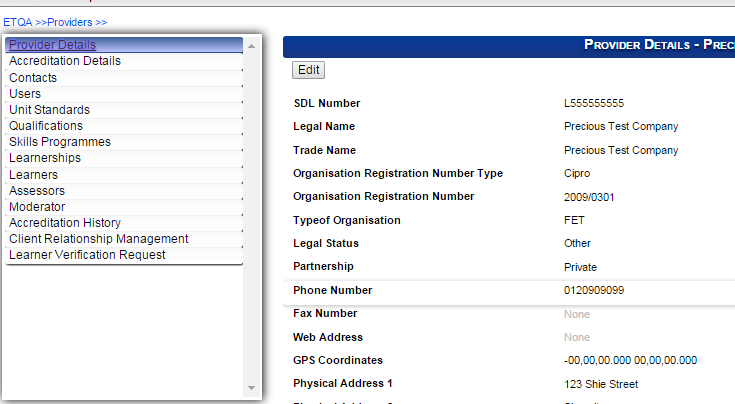 ETQA >>Providers >>
Provider Details
Accreditation Details
Contacts
Users
Unit Standards
Qualifications
Skills Programmes
Learnerships
Learners
Assessors
Moderator
Accreditation History
Client Relationship Management
Learner Verification Request
Provider Details - Preci
Edit
SDL Number L555555555
Legal Name Precious Test Company
Trade Name Precious Test Company
Organisation Registration Number Type Cipro
Organisation Registration Number 2009/0301
Typeof Organisation FET
Legal Status Other
Partnership Private
Phone Number 0120909099
Fax Number None
Web Address None
GPS Coordinates -00,00,00.000 00,00,00.000
Physical Address 1 123 Shie Street